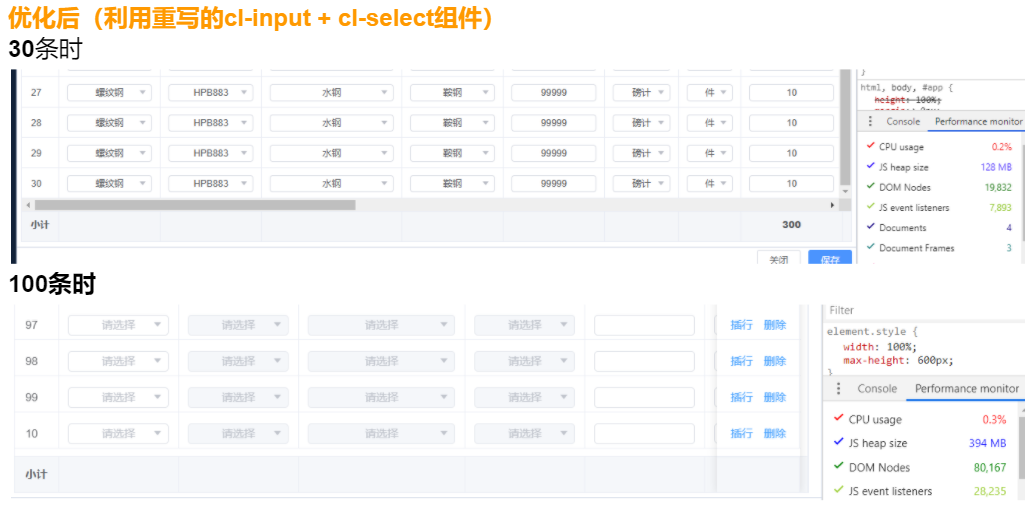 优化后（利用重写的cl-input + cl-select组件）
30条时
27 螺纹钢 HPB883 水钢 鞍钢 99999 磅计 件 10
28 螺纹钢 HPB883 水钢 鞍钢 99999 磅计 件 10
29 螺纹钢 HPB883 水钢 鞍钢 99999 磅计 件 10
30 螺纹钢 HPB883 水钢 鞍钢 99999 磅计 件 10
小计 300
关闭 保存
}
html, body, #app {
height: 100%;
Console Performance monitor
CPU usage 0.2%
JS heap size 128 MB
DOM Nodes 19,832
JS event listeners 7,893
Documents 4
Document Frames 3
100条时
97 请选择 请选择 请选择 请选择 插行 删除
98 请选择 请选择 请选择 请选择 插行 删除
99 请选择 请选择 请选择 请选择 插行 删除
10 请选择 请选择 请选择 请选择 插行 删除
小计
Filter
element.style {
width: 100%;
max-height: 600px;
}
Console Performance monitor
CPU usage 0.3%
JS heap size 394 MB
DOM Nodes 80,167
JS event listeners 28,235